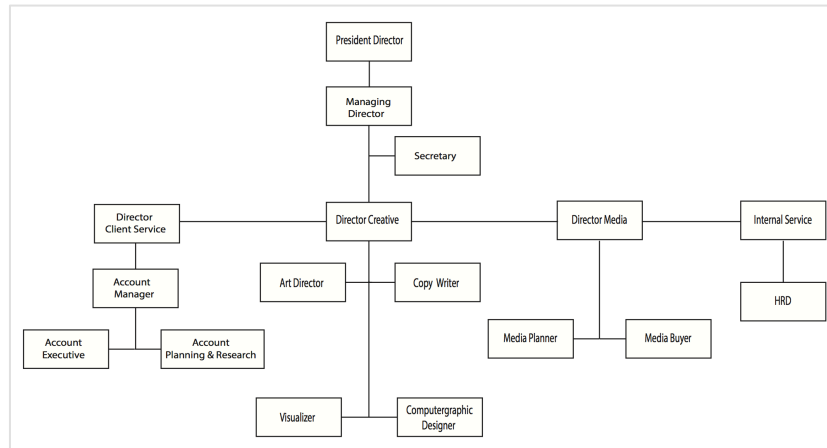 President Director
Managing
Director
Secretary
Director
Client Service
Director Creative
Director Media
Internal Service
Account
Manager
Art Director
Copy Writer
HRD
Account
Executive
Account
Planning & Research
Media Planner
Media Buyer
Visualizer
Computergraphic
Designer